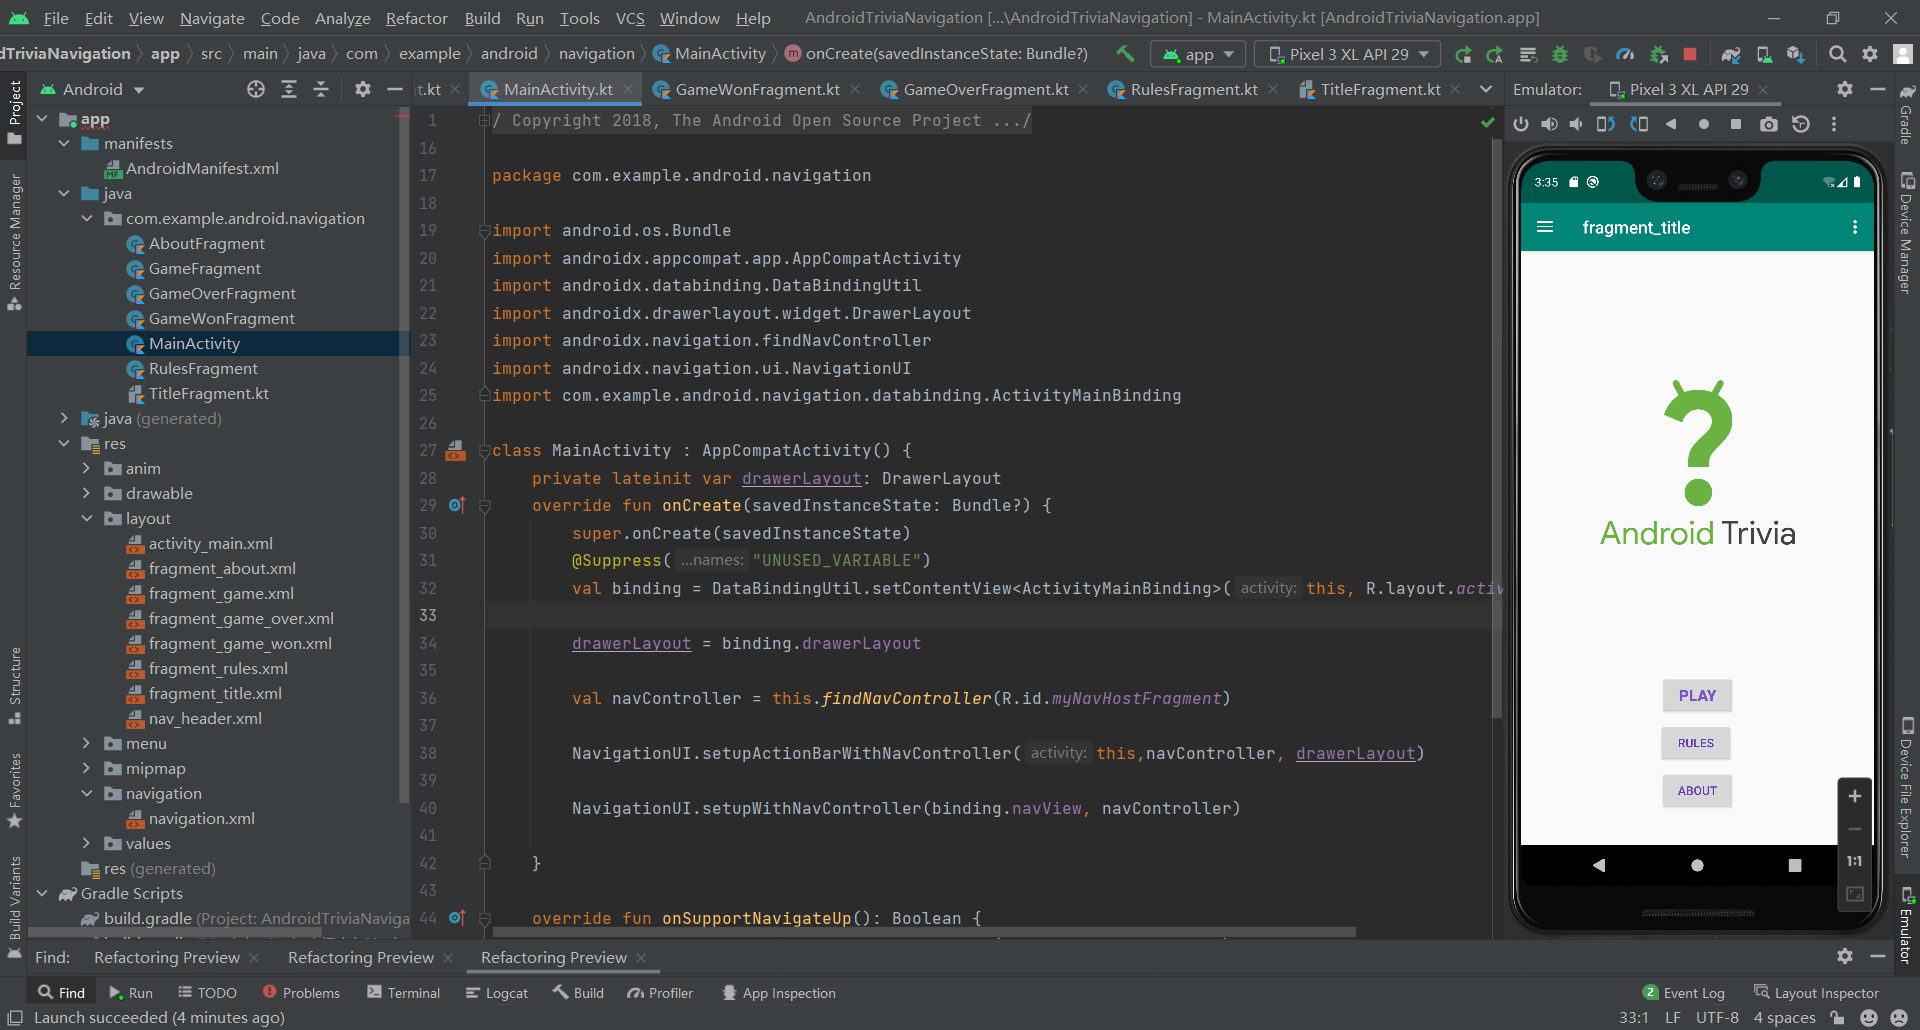 File Edit View Navigate Code Analyze Refactor Build Run Tools VCS Window Help AndroidTriviaNavigation [...\AndroidTriviaNavigation] - MainActivity.kt [AndroidTriviaNavigation.app]
dTriviaNavigation app src main java com example android navigation MainActivity onCreate(savedInstanceState: Bundle?) app Pixel 3 XL API 29
Android t.kt MainActivity.kt GameWonFragment.kt GameOverFragment.kt RulesFragment.kt TitleFragment.kt Emulator: Pixel 3 XL API 29
Project
Resource Manager
Structure
Favorites
Build Variants
app
manifests
AndroidManifest.xml
java
com.example.android.navigation
AboutFragment
GameFragment
GameOverFragment
GameWonFragment
MainActivity
RulesFragment
TitleFragment.kt
java (generated)
res
anim
drawable
layout
activity_main.xml
fragment_about.xml
fragment_game.xml
fragment_game_over.xml
fragment_game_won.xml
fragment_rules.xml
fragment_title.xml
nav_header.xml
menu
mipmap
navigation
navigation.xml
values
res (generated)
Gradle Scripts
build.gradle (Project: AndroidTriviaNaviga
1 / Copyright 2018, The Android Open Source Project .../
16
17 package com.example.android.navigation
18
19 import android.os.Bundle
20 import androidx.appcompat.app.AppCompatActivity
21 import androidx.databinding.DataBindingUtil
22 import androidx.drawerlayout.widget.DrawerLayout
23 import androidx.navigation.findNavController
24 import androidx.navigation.ui.NavigationUI
25 import com.example.android.navigation.databinding.ActivityMainBinding
26
27 class MainActivity : AppCompatActivity() {
28 private lateinit var drawerLayout: DrawerLayout
29 override fun onCreate(savedInstanceState: Bundle?) {
30 super.onCreate(savedInstanceState)
31 @Suppress( ...names: "UNUSED_VARIABLE")
32 val binding = DataBindingUtil.setContentView<ActivityMainBinding>( activity: this, R.layout.activ
33
34 drawerLayout = binding.drawerLayout
35
36 val navController = this.findNavController(R.id.myNavHostFragment)
37
38 NavigationUI.setupActionBarWithNavController( activity: this,navController, drawerLayout)
39
40 NavigationUI.setupWithNavController(binding.navView, navController)
41
42 }
43
44 override fun onSupportNavigateUp(): Boolean {
3:35
fragment_title
Android Trivia
PLAY
RULES
ABOUT
1:1
Gradle
Device Manager
Device File Explorer
Emulator
Find: Refactoring Preview Refactoring Preview Refactoring Preview
Find Run TODO Problems Terminal Logcat Build Profiler App Inspection 2 Event Log Layout Inspector
Launch succeeded (4 minutes ago) 33:1 LF UTF-8 4 spaces